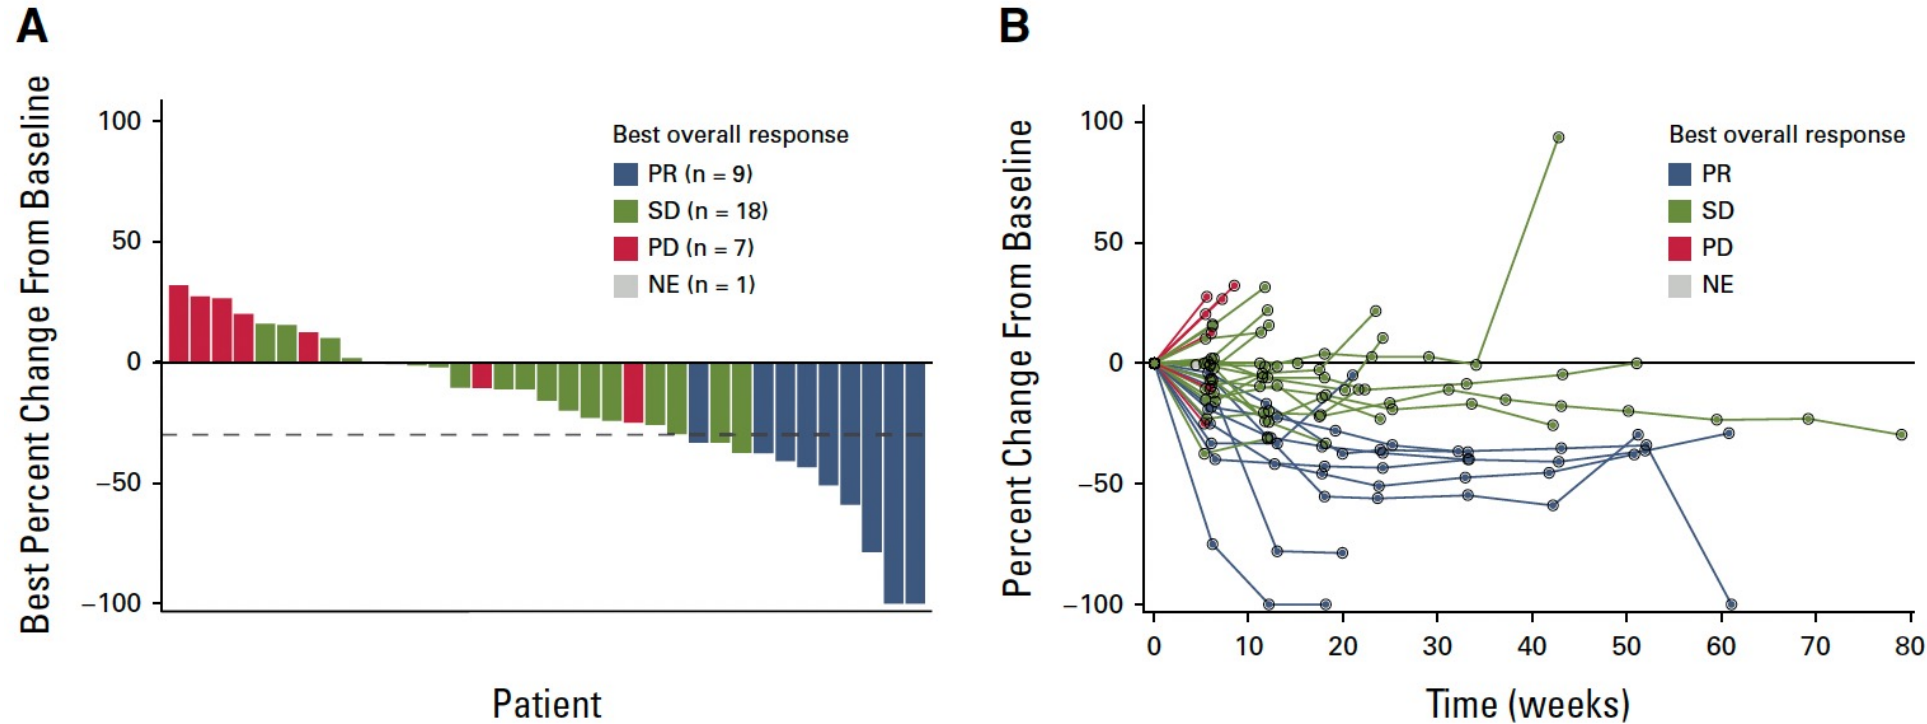 A
Best Percent Change From Baseline
100
50
0
−50
−100
Best overall response
PR (n = 9)
SD (n = 18)
PD (n = 7)
NE (n = 1)
Patient
B
Percent Change From Baseline
100
50
0
−50
−100
Best overall response
PR
SD
PD
NE
0 10 20 30 40 50 60 70 80
Time (weeks)